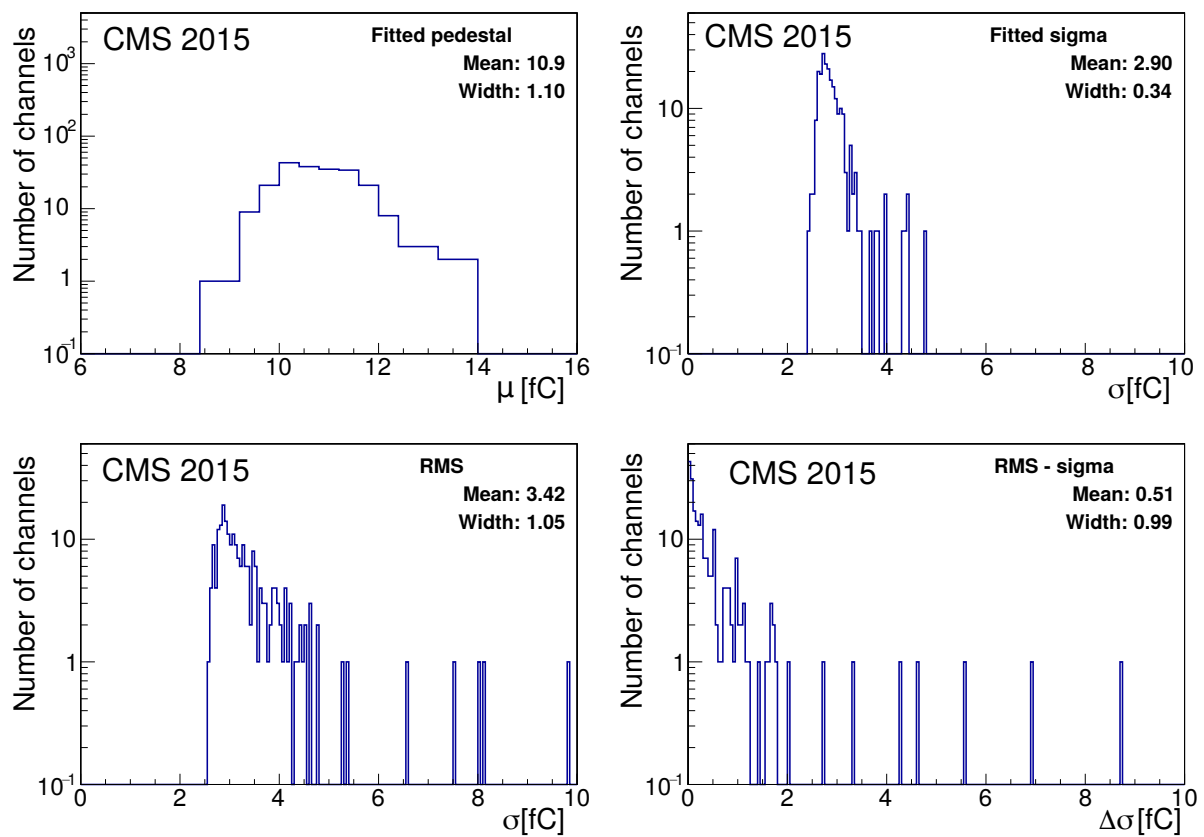 CMS 2015
Fitted pedestal
Mean: 10.9
Width: 1.10
Number of channels
10³
10²
10
1
10⁻¹
6 8 10 12 14 16
μ [fC]
CMS 2015
Fitted sigma
Mean: 2.90
Width: 0.34
Number of channels
10
1
10⁻¹
0 2 4 6 8 10
σ[fC]
CMS 2015
RMS
Mean: 3.42
Width: 1.05
Number of channels
10
1
10⁻¹
0 2 4 6 8 10
σ[fC]
CMS 2015
RMS - sigma
Mean: 0.51
Width: 0.99
Number of channels
10
1
10⁻¹
0 2 4 6 8 10
Δσ[fC]